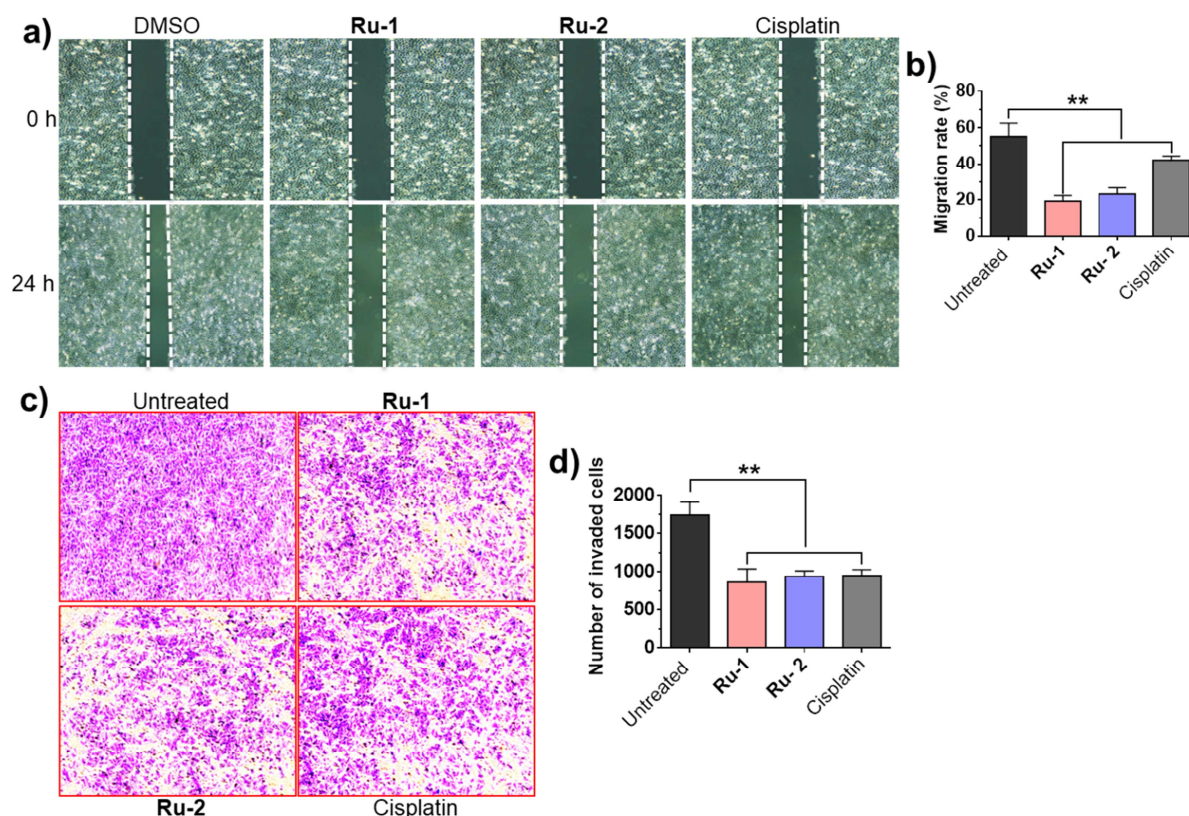 a)
DMSO
Ru-1
Ru-2
Cisplatin
0 h
24 h
b)
Migration rate (%)
80
60
40
20
0
**
Untreated
Ru-1
Ru- 2
Cisplatin
c)
Untreated
Ru-1
Ru-2
Cisplatin
d)
Number of invaded cells
2000
1500
1000
500
0
**
Untreated
Ru-1
Ru- 2
Cisplatin